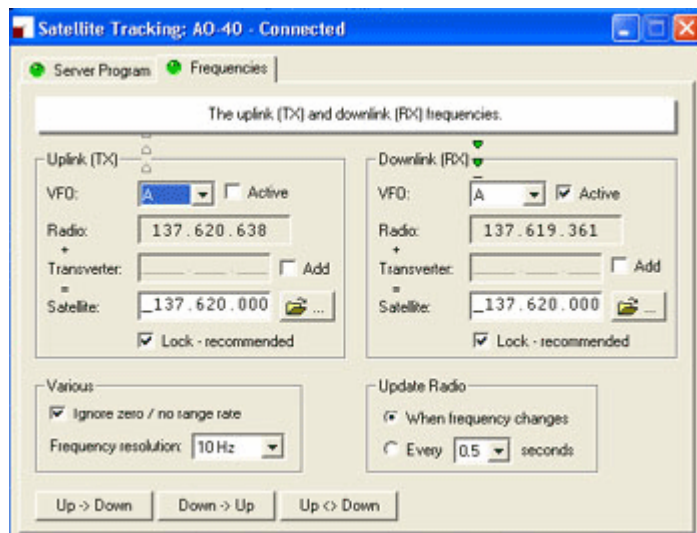 Satellite Tracking: AO-40 - Connected
Server Program Frequencies
The uplink (TX) and downlink (RX) frequencies.
Uplink (TX)
VFO: A Active
Radio: 137.620.638
+
Transverter: Add
=
Satellite: _137.620.000 ...
Lock - recommended
Downlink (RX)
VFO: A Active
Radio: 137.619.361
+
Transverter: Add
=
Satellite: _137.620.000 ...
Lock - recommended
Various
Ignore zero / no range rate
Frequency resolution: 10 Hz
Update Radio
When frequency changes
Every 0.5 seconds
Up -> Down Down -> Up Up <> Down